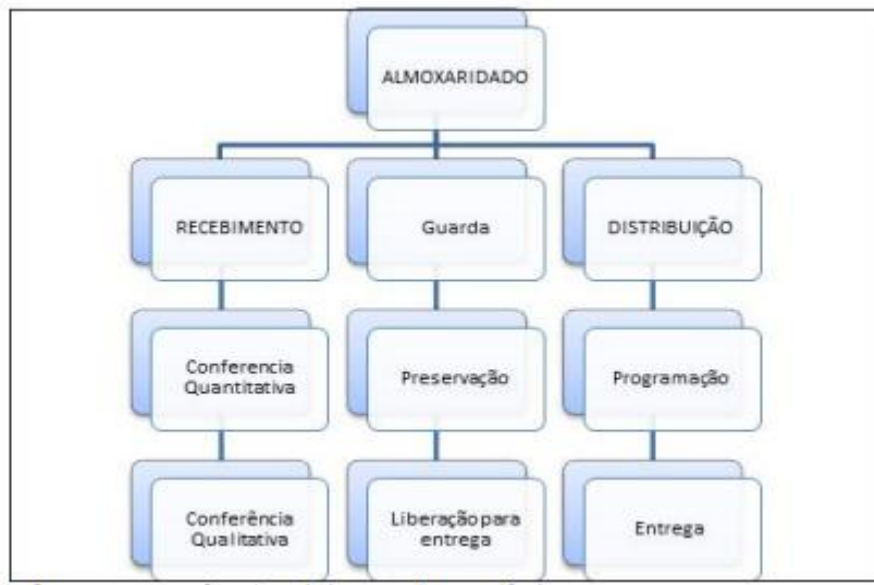 ALMOXARIDADO
RECEBIMENTO
Guarda
DISTRIBUIÇÃO
Conferencia
Quantitativa
Preservação
Programação
Conferência
Qualitativa
Liberação para
entrega
Entrega